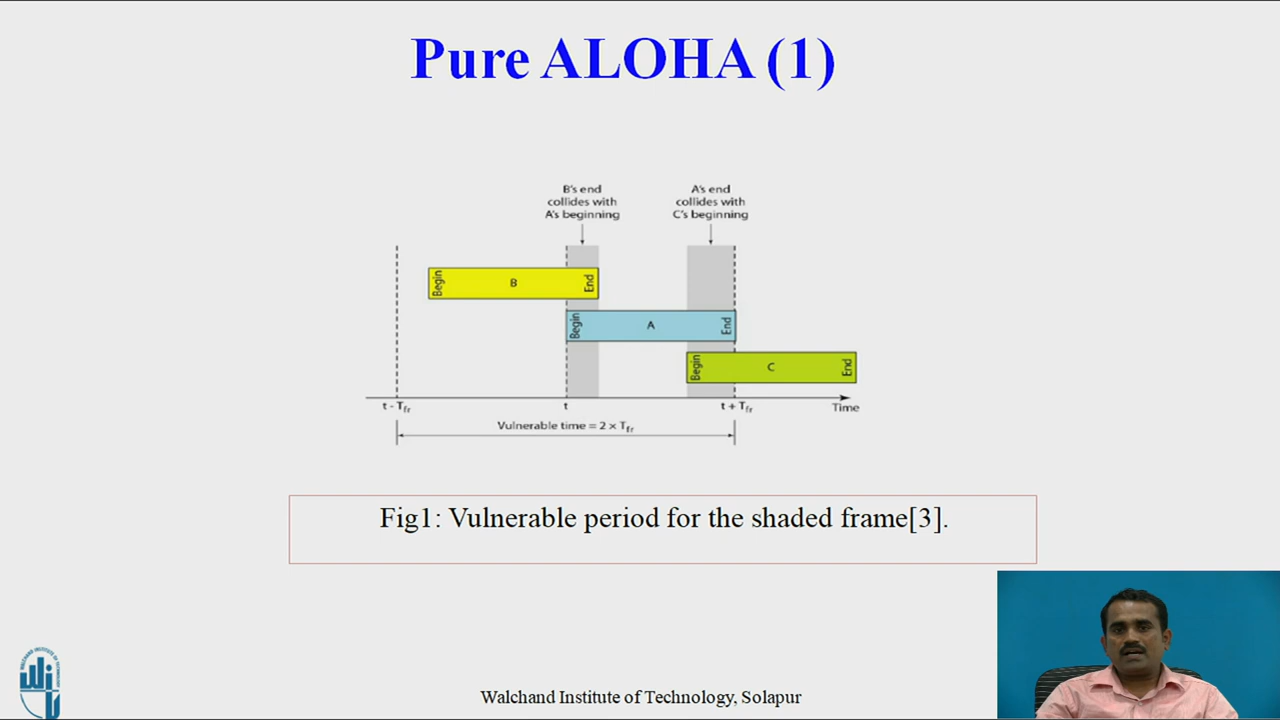 Pure ALOHA (1)
B's end
collides with
A's beginning
A's end
collides with
C's beginning
Begin
B
End
Begin
A
End
Begin
C
End
t - Tfr
t
t + Tfr
Time
Vulnerable time = 2 × Tfr
Fig1: Vulnerable period for the shaded frame[3].
Walchand Institute of Technology, Solapur